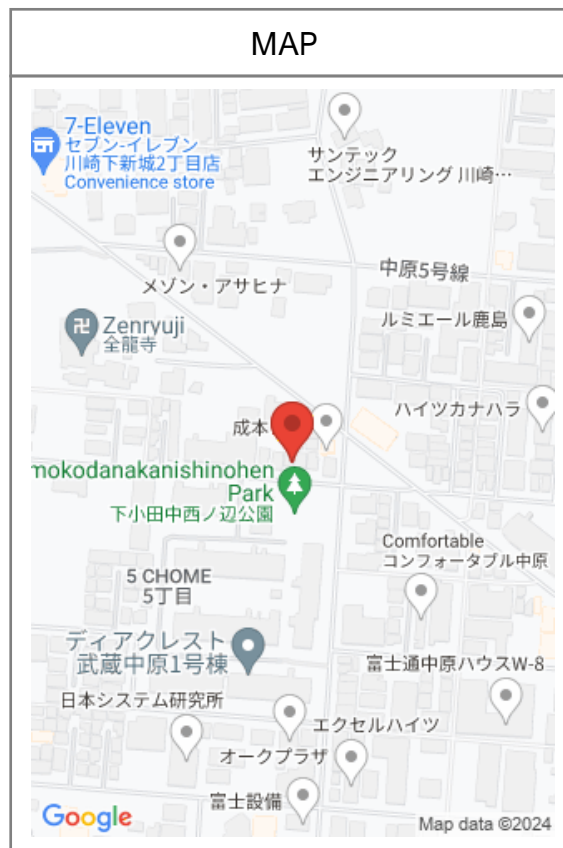 MAP
7-Eleven
セブン-イレブン
川崎下新城2丁目店
Convenience store
サンテック
エンジニアリング 川崎…
中原5号線
メゾン・アサヒナ
ルミエール鹿島
Zenryuji
全龍寺
ハイツカナハラ
成本
mokodanakanishinohen
Park
下小田中西ノ辺公園
Comfortable
コンフォータブル中原
5 CHOME
5丁目
ディアクレスト
武蔵中原1号棟
富士通中原ハウスW-8
日本システム研究所
エクセルハイツ
オークプラザ
富士設備
Google
Map data ©2024